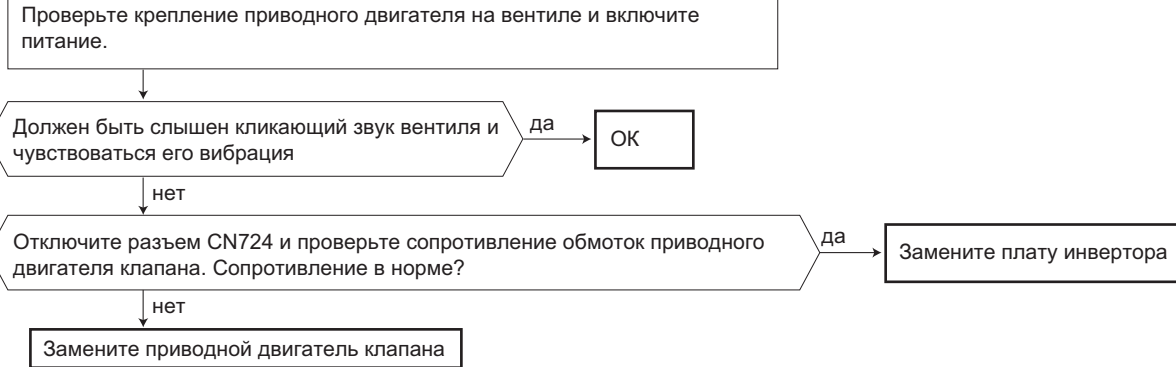 Проверьте крепление приводного двигателя на вентиле и включите
питание.
Должен быть слышен кликающий звук вентиля и
чувствоваться его вибрация
да
ОК
нет
Отключите разъем CN724 и проверьте сопротивление обмоток приводного
двигателя клапана. Сопротивление в норме?
да
Замените плату инвертора
нет
Замените приводной двигатель клапана